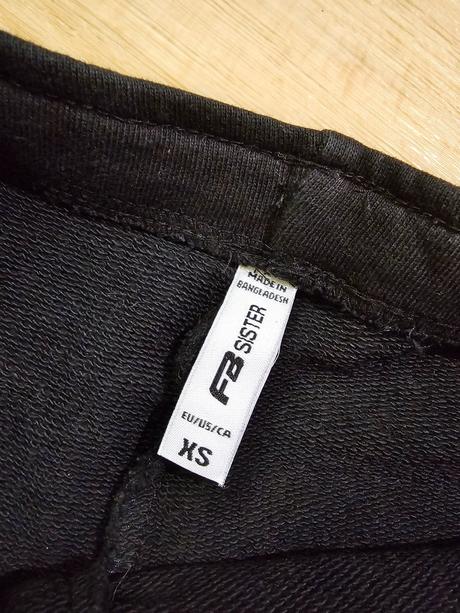 MADE IN
BANGLADESH
FB SISTER
EU/US/CA
XS